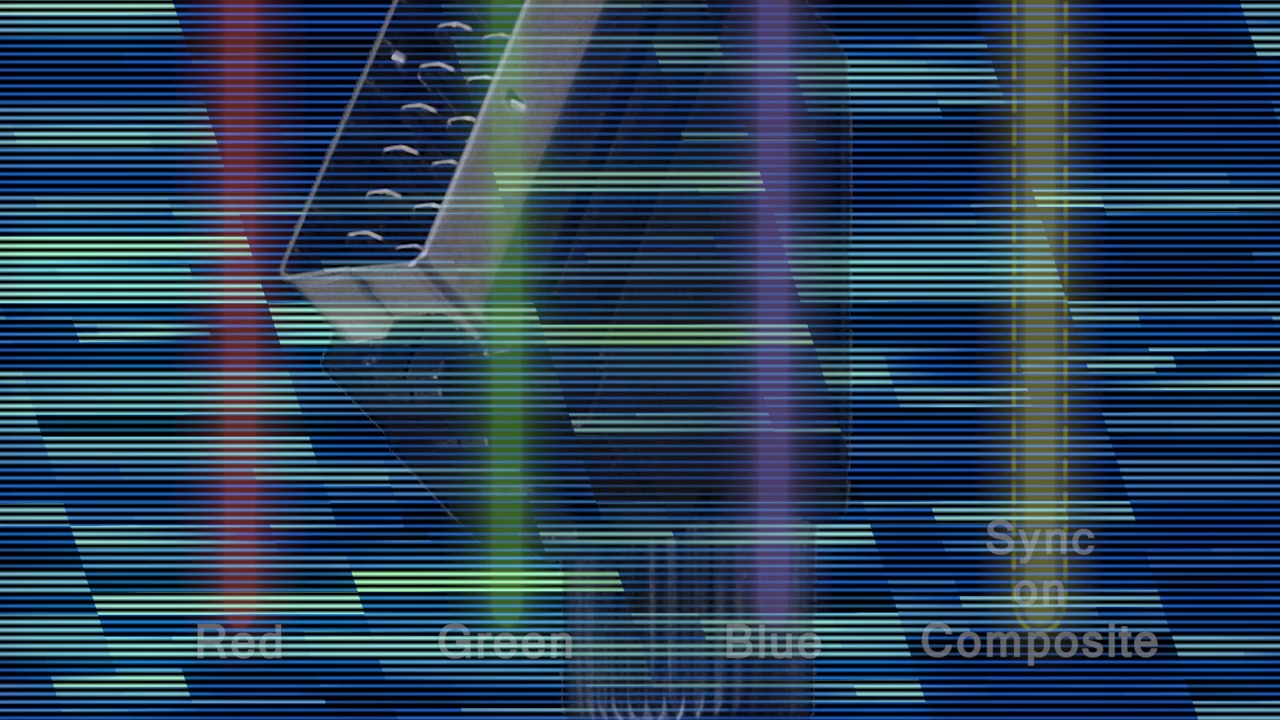 Red
Green
Blue
Sync
on
Composite